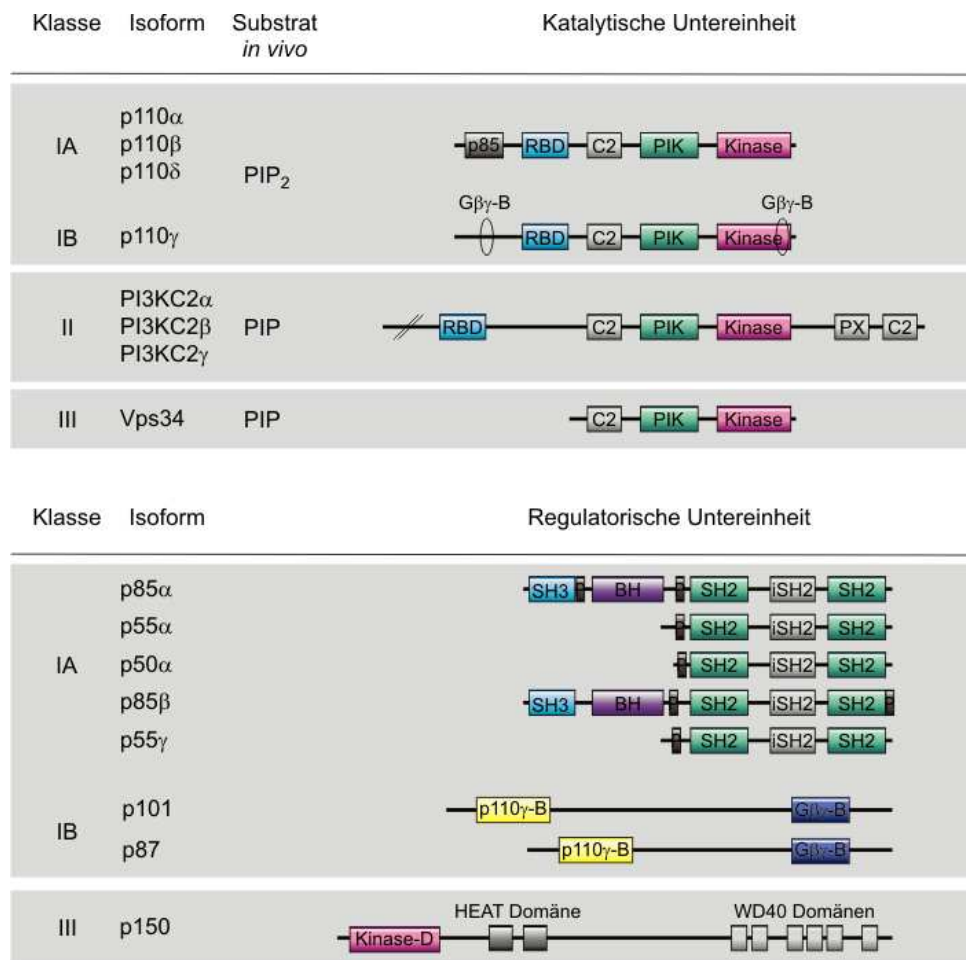 Klasse Isoform Substrat Katalytische Untereinheit
in vivo
p110α
IA p110β p85 RBD C2 PIK Kinase
p110δ PIP2
Gβγ-B Gβγ-B
IB p110γ RBD C2 PIK Kinase
PI3KC2α
II PI3KC2β PIP RBD C2 PIK Kinase PX C2
PI3KC2γ
III Vps34 PIP C2 PIK Kinase
Klasse Isoform Regulatorische Untereinheit
p85α SH3 P BH P SH2 iSH2 SH2
p55α P SH2 iSH2 SH2
IA p50α P SH2 iSH2 SH2
p85β SH3 BH P SH2 iSH2 SH2 P
p55γ P SH2 iSH2 SH2
p101 p110γ-B Gβγ-B
IB
p87 p110γ-B Gβγ-B
HEAT Domäne WD40 Domänen
III p150 Kinase-D